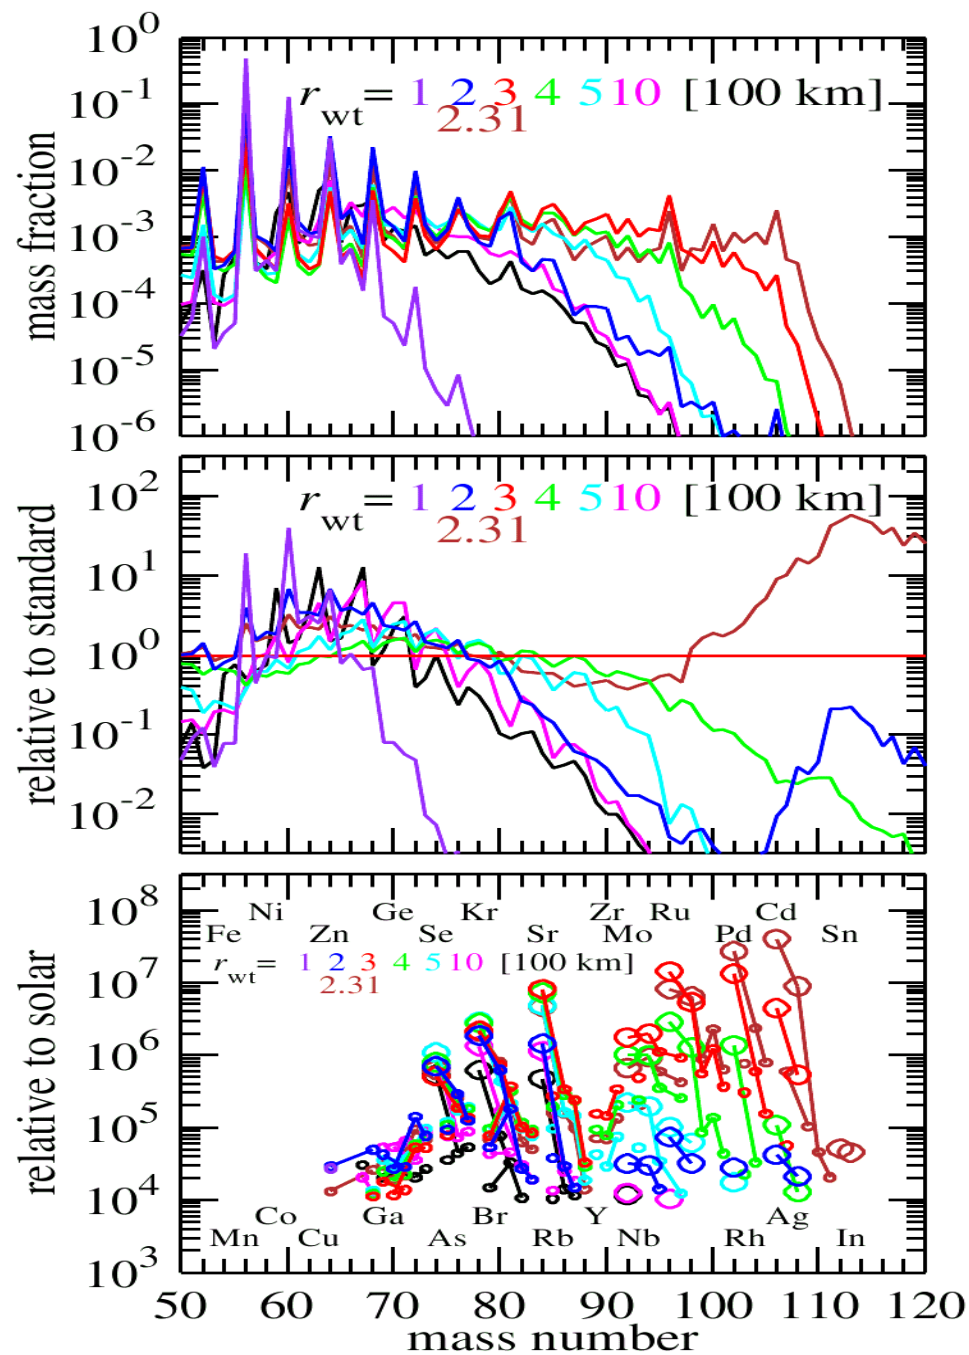 10^0
10^-1
10^-2
10^-3
10^-4
10^-5
10^-6
mass fraction
r_wt = 1 2 3 4 5 10 [100 km]
2.31
10^2
10^1
10^0
10^-1
10^-2
relative to standard
r_wt = 1 2 3 4 5 10 [100 km]
2.31
10^8
10^7
10^6
10^5
10^4
10^3
relative to solar
Ni Ge Kr Zr Ru Cd
Fe Zn Se Sr Mo Pd Sn
r_wt = 1 2 3 4 5 10 [100 km]
2.31
Co Ga Br Y Ag
Mn Cu As Rb Nb Rh In
50 60 70 80 90 100 110 120
mass number